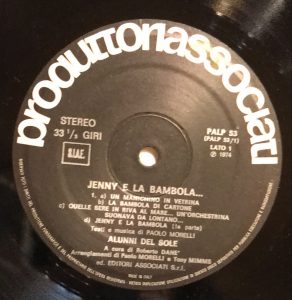 produttoriassociati
STEREO
33 1/3 GIRI
S.I.A.E.
PALP 53
(PALP 53/1)
LATO 1
℗ 1974
JENNY E LA BAMBOLA...
1. a) UN MANICHINO IN VETRINA
b) LA BAMBOLA DI CARTONE
c) QUELLE SERE IN RIVA AL MARE... UN'ORCHESTRINA
SUONAVA DA LONTANO...
d) JENNY E LA BAMBOLA (1a parte)
Testi e musica di PAOLO MORELLI
ALUNNI DEL SOLE
A cura di Roberto DANE'
Arrangiamenti di Paolo MORELLI e Tony MIMMS
ed. EDITORI ASSOCIATI S.r.l.
MADE IN ITALY